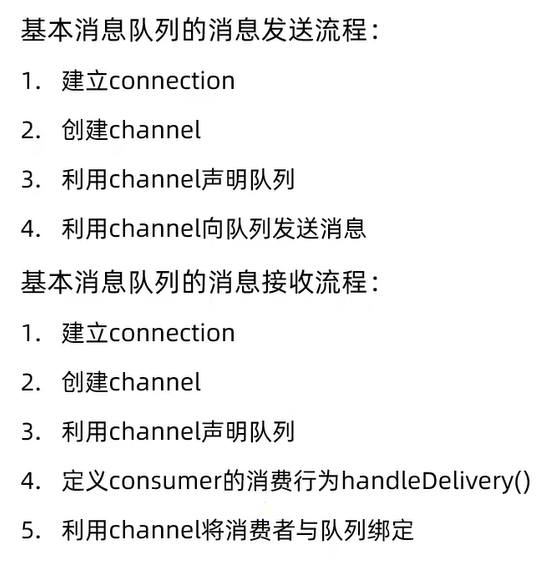 基本消息队列的消息发送流程：
1. 建立connection
2. 创建channel
3. 利用channel声明队列
4. 利用channel向队列发送消息
基本消息队列的消息接收流程：
1. 建立connection
2. 创建channel
3. 利用channel声明队列
4. 定义consumer的消费行为handleDelivery()
5. 利用channel将消费者与队列绑定